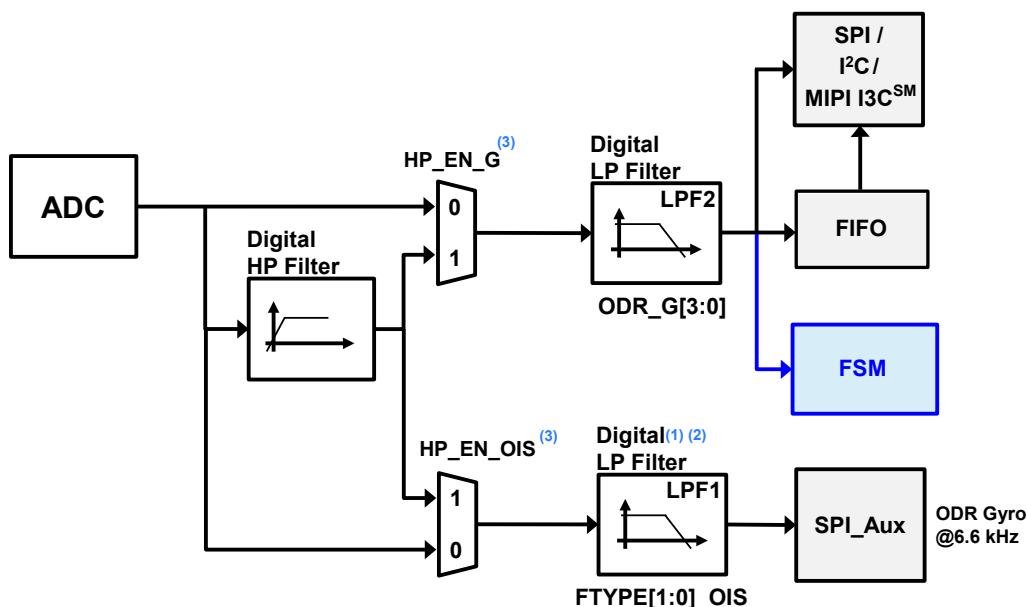 SPI /
I²C /
MIPI I3Cˢᴹ
HP_EN_G (3)
Digital
LP Filter
LPF2
ADC
0
1
FIFO
Digital
HP Filter
ODR_G[3:0]
FSM
HP_EN_OIS (3)
Digital (1) (2)
LP Filter
LPF1
1
0
SPI_Aux
ODR Gyro
@6.6 kHz
FTYPE[1:0]_OIS